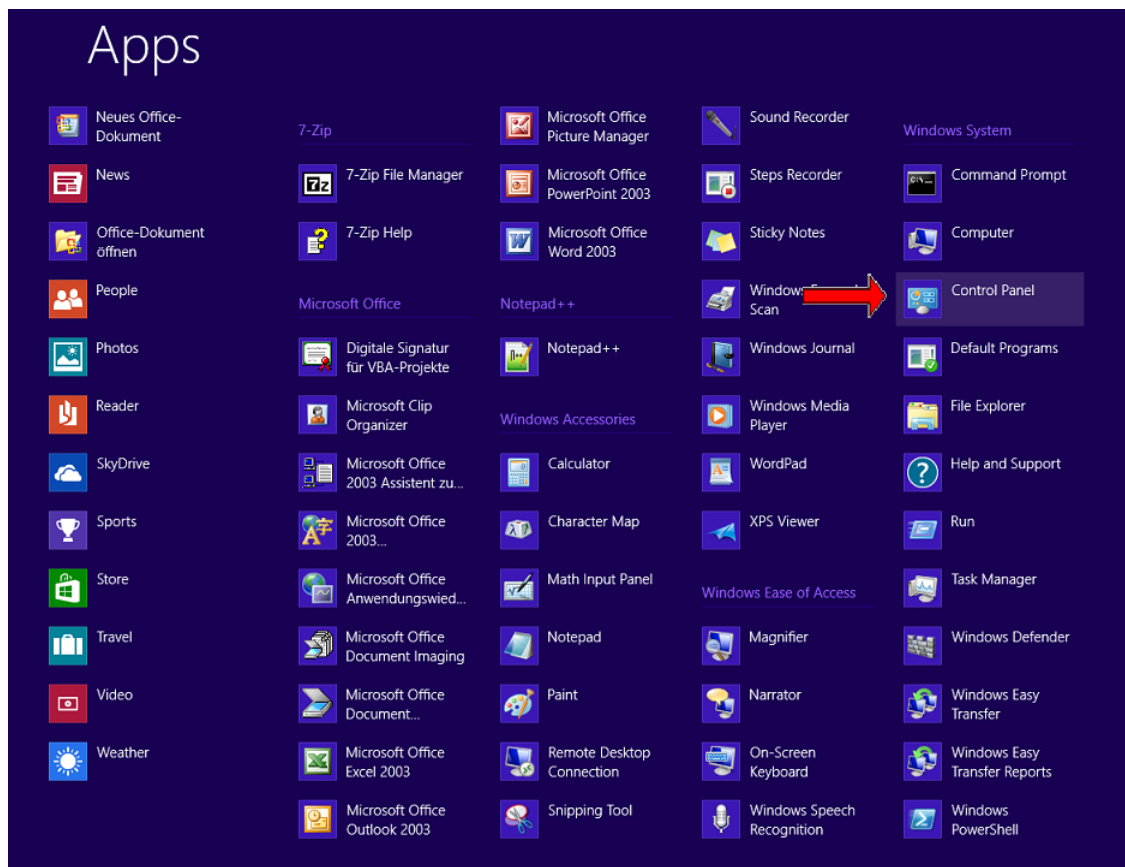 Apps
Neues Office-
Dokument
News
Office-Dokument
öffnen
People
Photos
Reader
SkyDrive
Sports
Store
Travel
Video
Weather
7-Zip
7-Zip File Manager
7-Zip Help
Microsoft Office
Digitale Signatur
für VBA-Projekte
Microsoft Clip
Organizer
Microsoft Office
2003 Assistent zu...
Microsoft Office
2003...
Microsoft Office
Anwendungswied...
Microsoft Office
Document Imaging
Microsoft Office
Document...
Microsoft Office
Excel 2003
Microsoft Office
Outlook 2003
Microsoft Office
Picture Manager
Microsoft Office
PowerPoint 2003
Microsoft Office
Word 2003
Notepad++
Notepad++
Windows Accessories
Calculator
Character Map
Math Input Panel
Notepad
Paint
Remote Desktop
Connection
Snipping Tool
Sound Recorder
Steps Recorder
Sticky Notes
Windows
Scan
Windows Journal
Windows Media
Player
WordPad
XPS Viewer
Windows Ease of Access
Magnifier
Narrator
On-Screen
Keyboard
Windows Speech
Recognition
Windows System
Command Prompt
Computer
Control Panel
Default Programs
File Explorer
Help and Support
Run
Task Manager
Windows Defender
Windows Easy
Transfer
Windows Easy
Transfer Reports
Windows
PowerShell